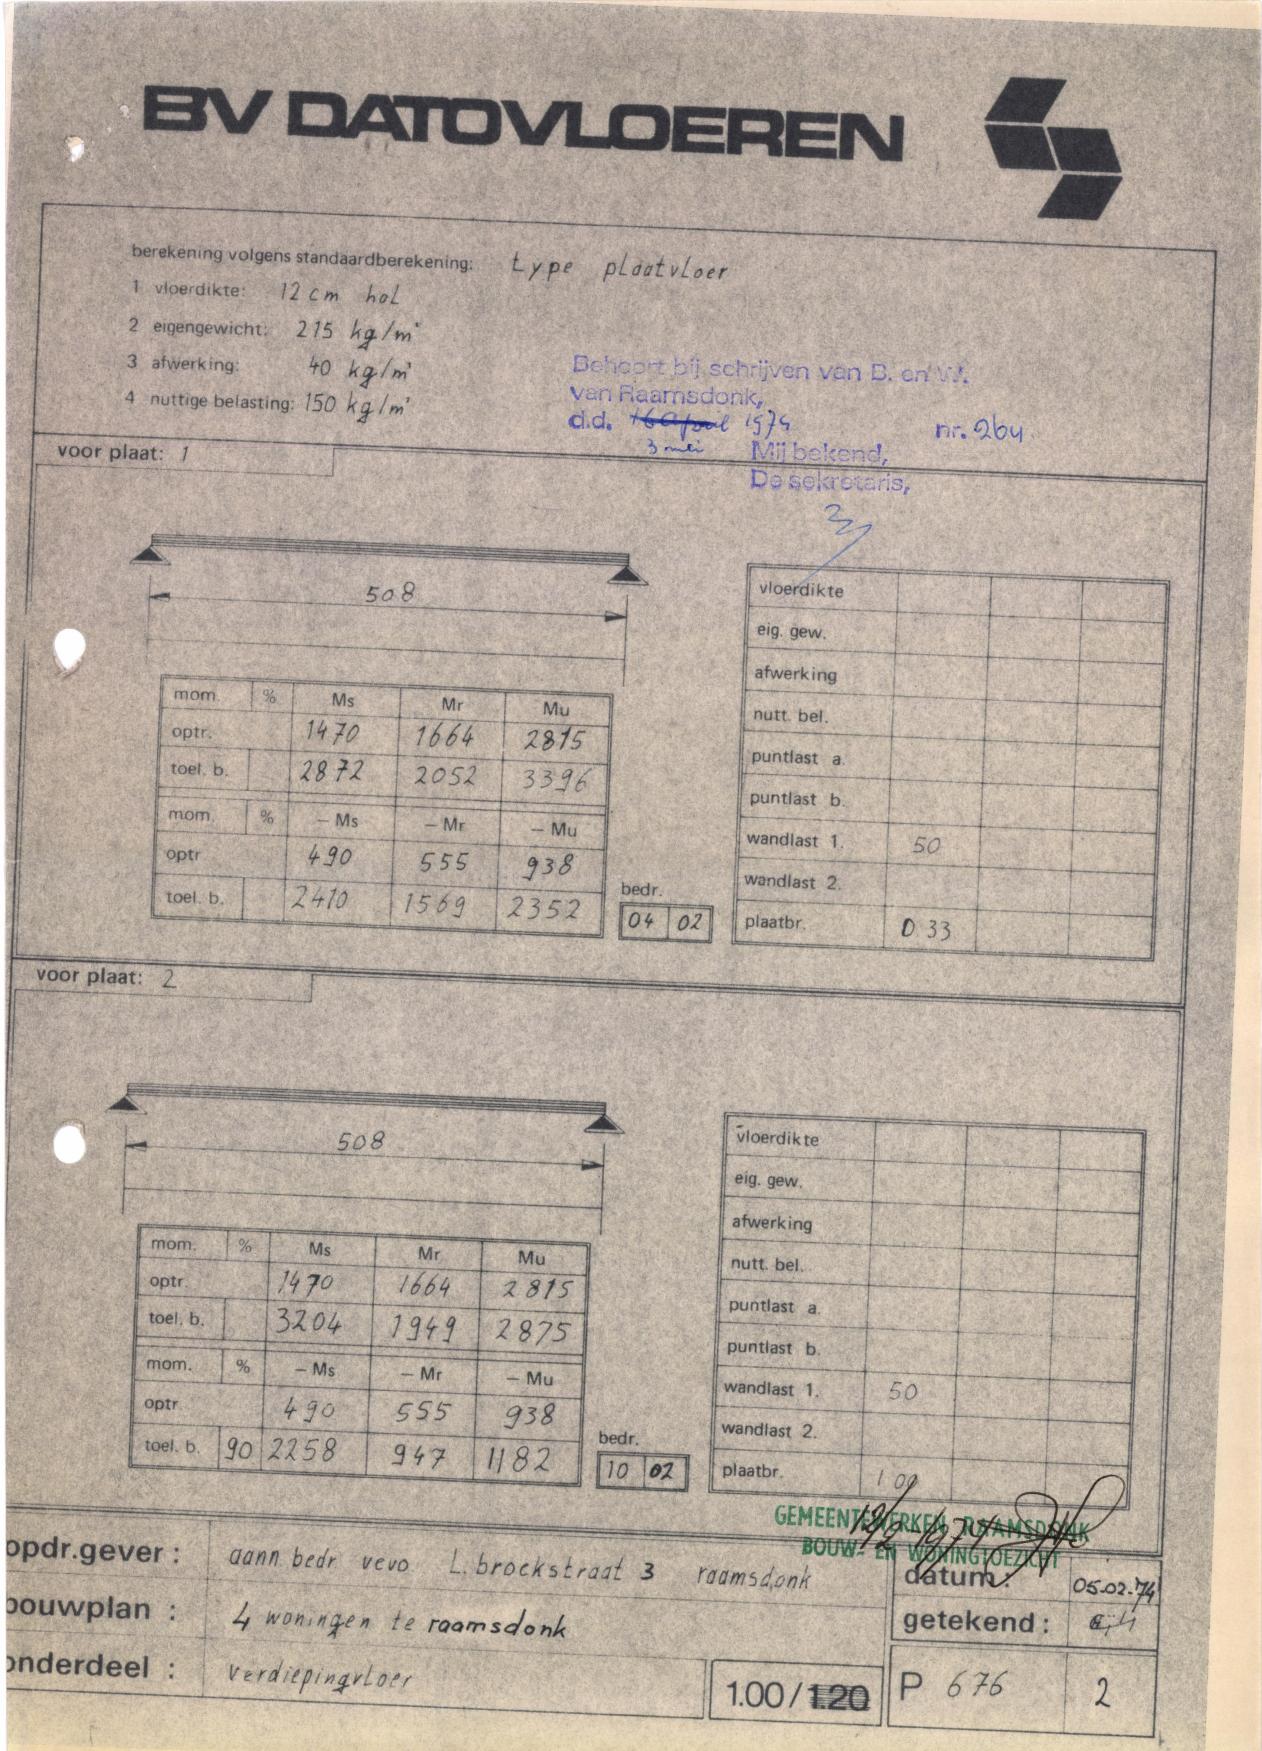 BV DATOVLOEREN
berekening volgens standaardberekening: type plaatvloer
1 vloerdikte: 12 cm hol
2 eigengewicht: 215 kg/m²
3 afwerking: 40 kg/m²
4 nuttige belasting: 150 kg/m²
Behoort bij schrijven van B. en W.
van Raamsdonk,
d.d. 16 april 1974 nr. 264
3 mei
Mij bekend,
De sekretaris,
voor plaat: 1
508
mom. % Ms Mr Mu
optr. 1470 1664 2815
toel. b. 2872 2052 3396
mom. % – Ms – Mr – Mu
optr 490 555 938
toel. b. 2410 1569 2352
bedr.
04 02
vloerdikte
eig. gew.
afwerking
nutt. bel.
puntlast a.
puntlast b.
wandlast 1. 50
wandlast 2.
plaatbr. 0 33
voor plaat: 2
508
mom. % Ms Mr Mu
optr. 1470 1664 2815
toel. b. 3204 1949 2875
mom. % – Ms – Mr – Mu
optr 490 555 938
toel. b. 90 2258 947 1182
bedr.
10 02
vloerdikte
eig. gew.
afwerking
nutt. bel.
puntlast a.
puntlast b.
wandlast 1. 50
wandlast 2.
plaatbr. 1 00
GEMEENTEWERKEN RAAMSDONK
BOUW- EN WONINGTOEZICHT
12/2 1974
opdr.gever: aann. bedr vevo L. brockstraat 3 raamsdonk
bouwplan : 4 woningen te raamsdonk
onderdeel : verdiepingvloer
datum: 05.02.74
getekend:
1.00/1.20
P 676 2